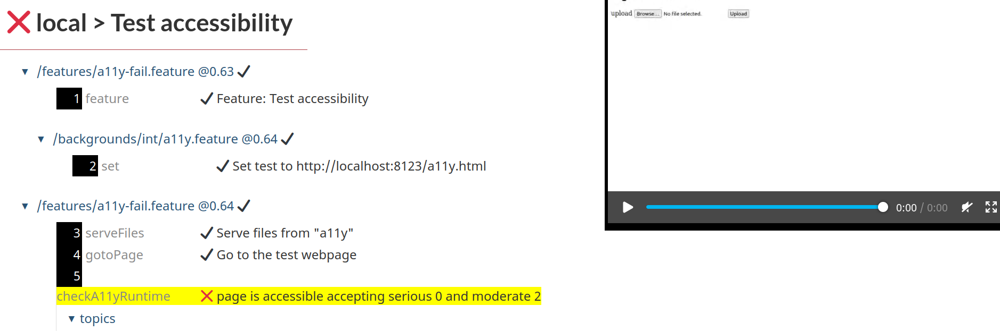 ❌ local > Test accessibility
▼ /features/a11y-fail.feature @0.63 ✔
1 feature ✔ Feature: Test accessibility
▼ /backgrounds/int/a11y.feature @0.64 ✔
2 set ✔ Set test to http://localhost:8123/a11y.html
▼ /features/a11y-fail.feature @0.64 ✔
3 serveFiles ✔ Serve files from "a11y"
4 gotoPage ✔ Go to the test webpage
5
checkA11yRuntime ❌ page is accessible accepting serious 0 and moderate 2
▼ topics
upload Browse... No file selected. Upload
0:00 / 0:00